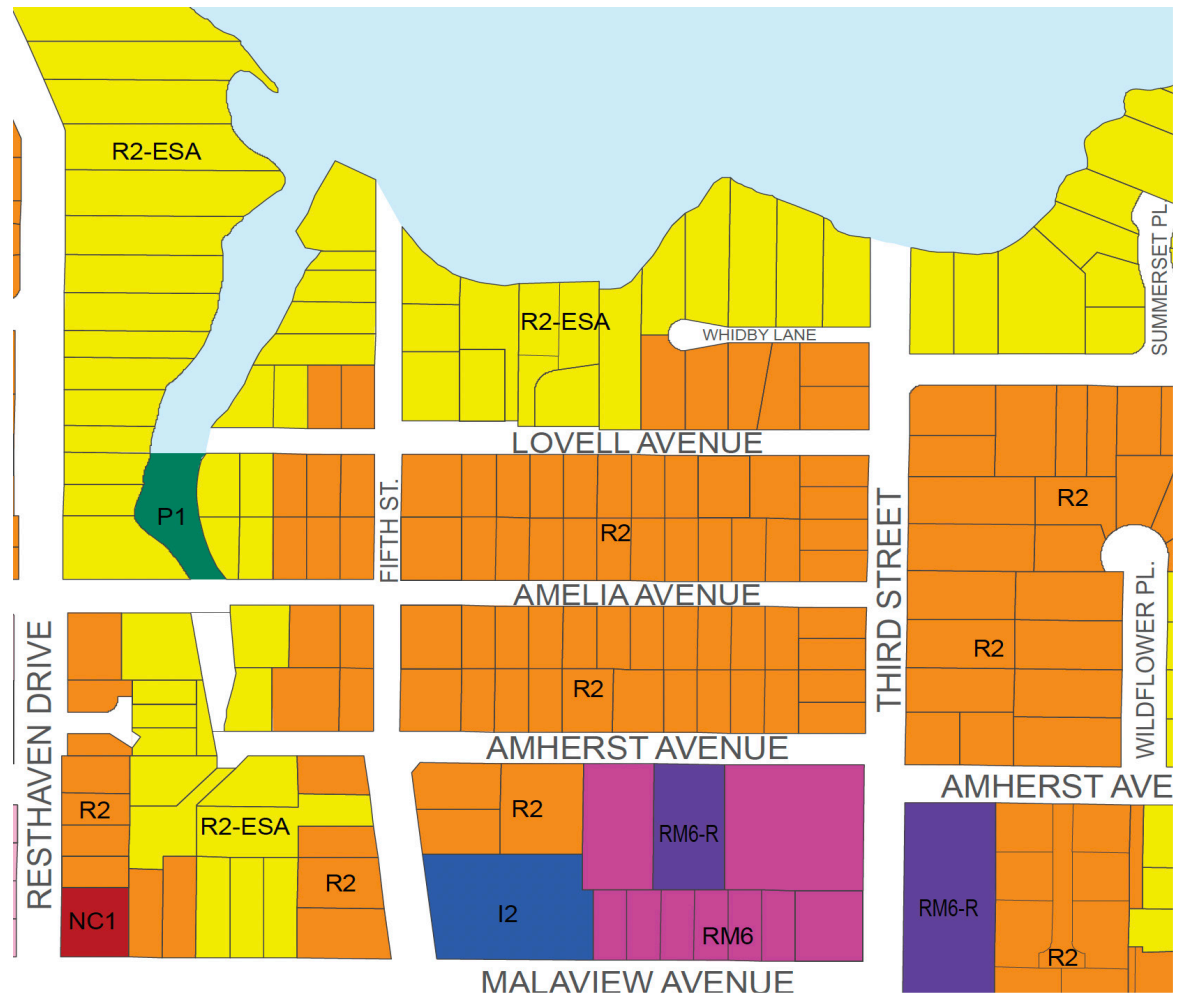 R2-ESA
SUMMERSET PL
R2-ESA
WHIDBY LANE
LOVELL AVENUE
P1
FIFTH ST.
R2
R2
THIRD STREET
AMELIA AVENUE
RESTHAVEN DRIVE
R2
R2
WILDFLOWER PL.
AMHERST AVENUE
AMHERST AVE
R2
R2-ESA
R2
RM6-R
R2
NC1
I2
RM6
RM6-R
R2
MALAVIEW AVENUE